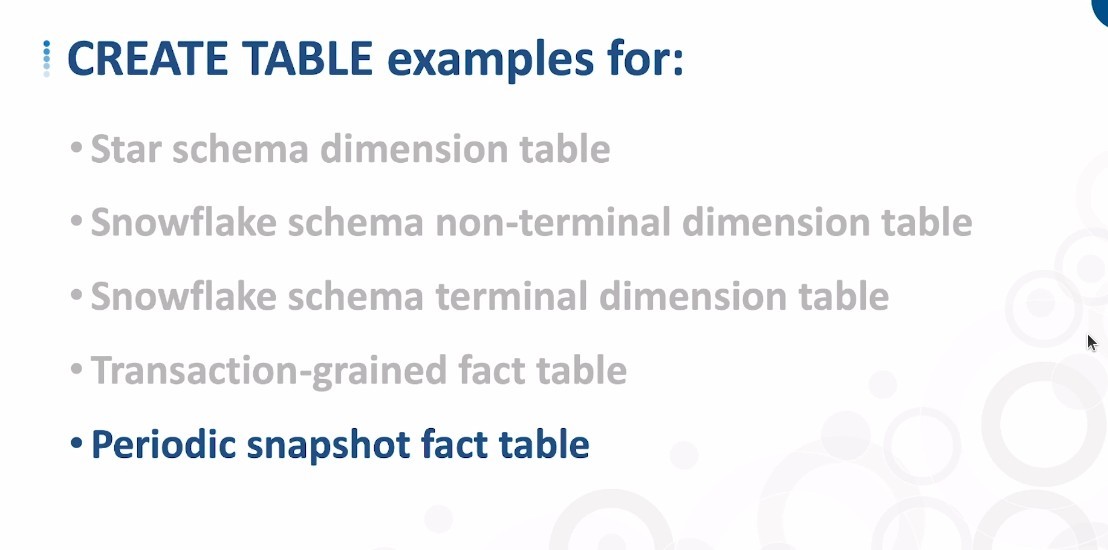 CREATE TABLE examples for:
• Star schema dimension table
• Snowflake schema non-terminal dimension table
• Snowflake schema terminal dimension table
• Transaction-grained fact table
• Periodic snapshot fact table